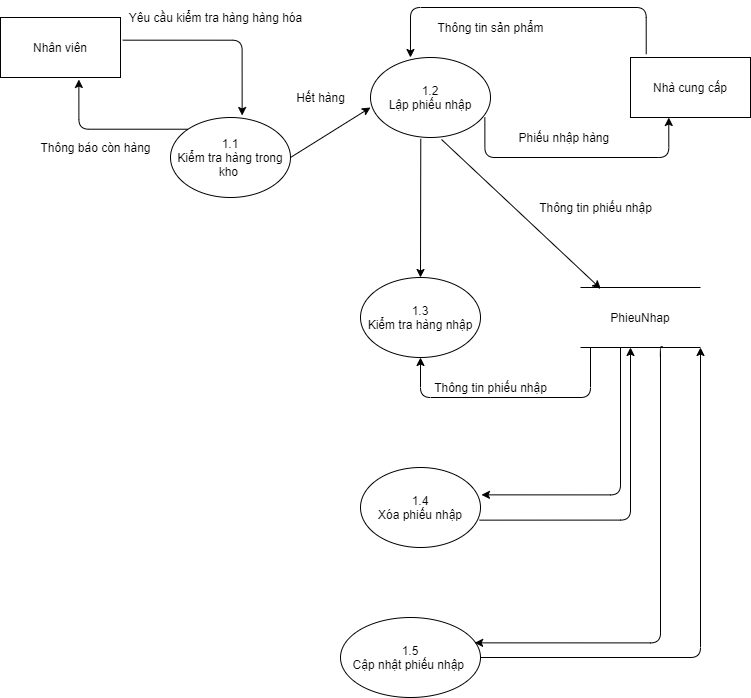 Yêu cầu kiểm tra hàng hàng hóa
Nhân viên
Thông báo còn hàng
1.1
Kiểm tra hàng trong
kho
Hết hàng
1.2
Lập phiếu nhập
Thông tin sản phẩm
Nhà cung cấp
Phiếu nhập hàng
Thông tin phiếu nhập
1.3
Kiểm tra hàng nhập
PhieuNhap
Thông tin phiếu nhập
1.4
Xóa phiếu nhập
1.5
Cập nhật phiếu nhập